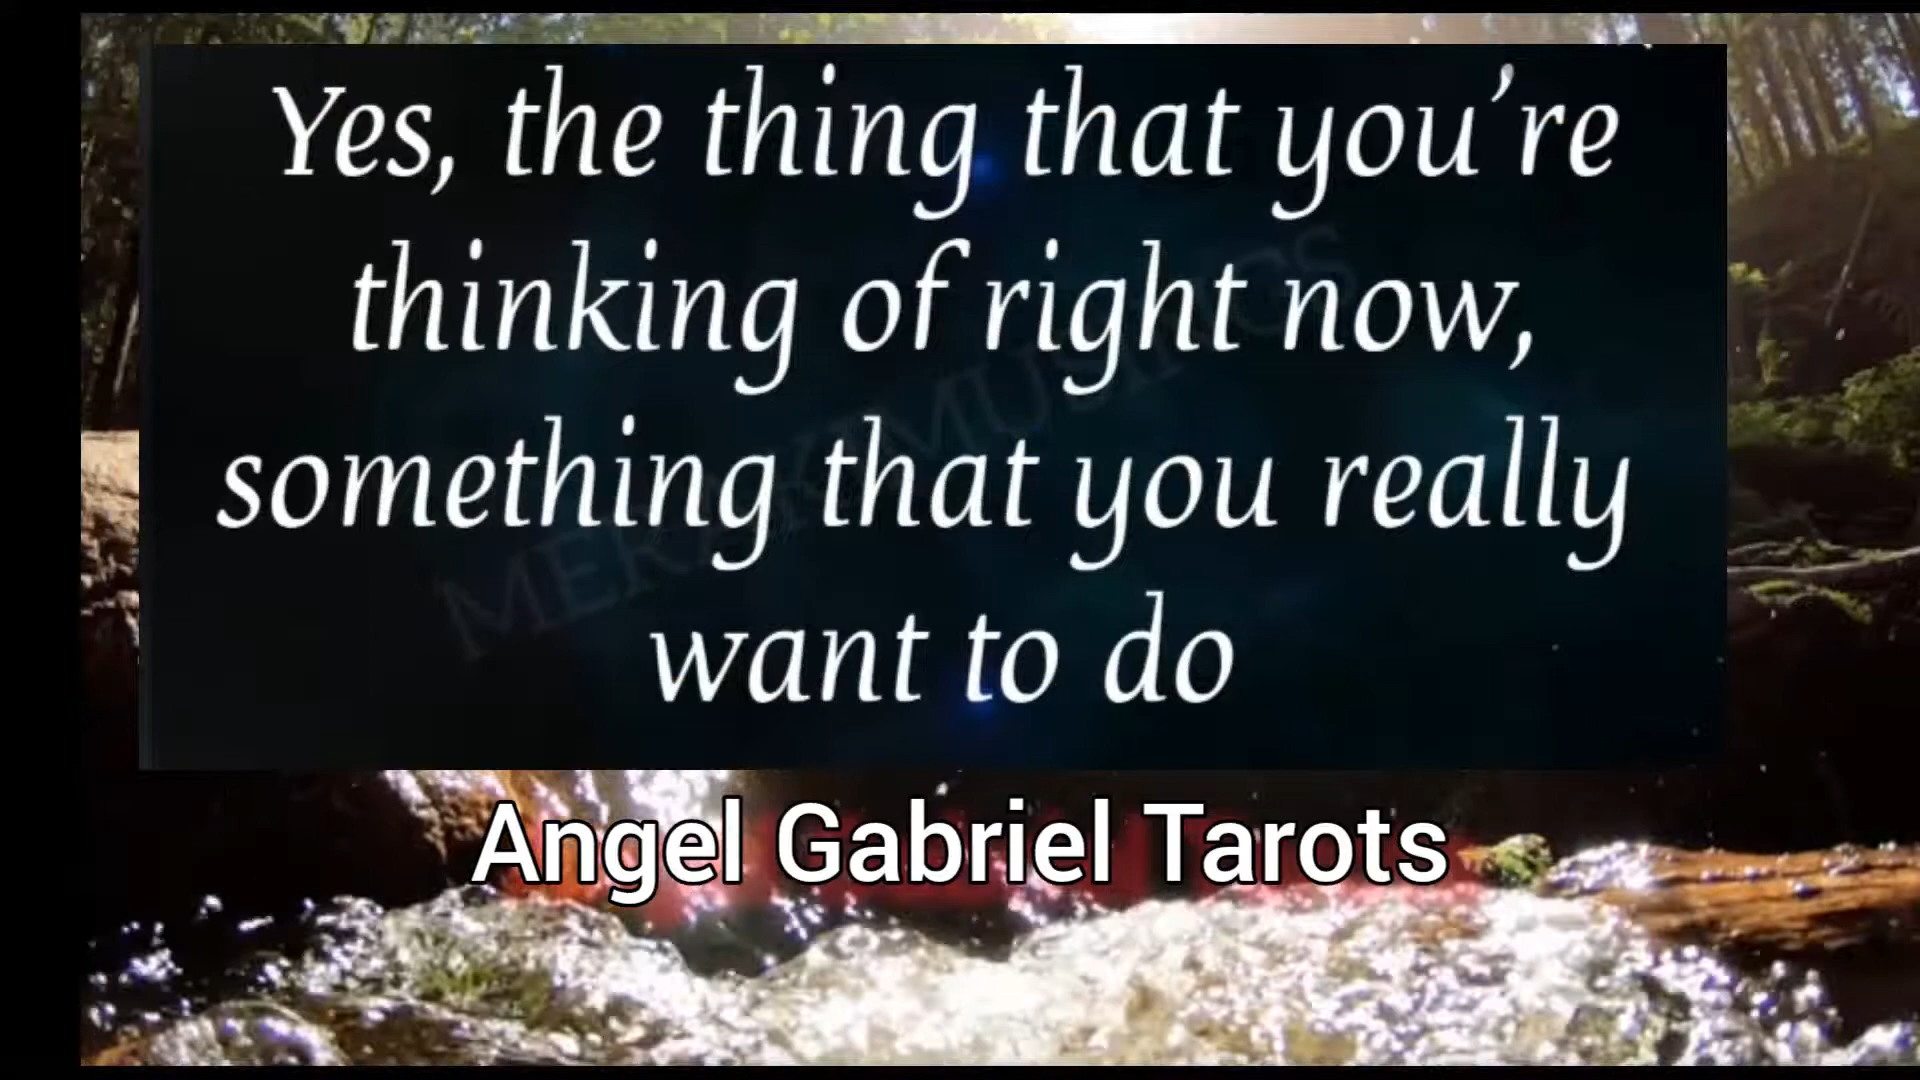 Yes, the thing that you’re
thinking of right now,
something that you really
want to do
MERAKIMUSINGS
Angel Gabriel Tarots